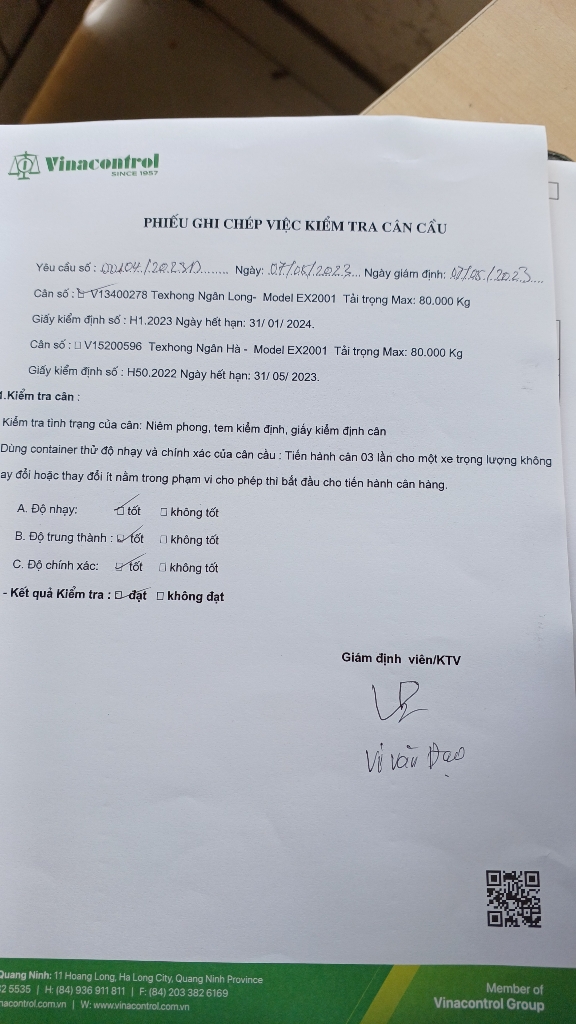 Vinacontrol
SINCE 1957
PHIẾU GHI CHÉP VIỆC KIỂM TRA CÂN CẦU
Yêu cầu số : 00104./2023D........ Ngày: 07/05/2023... Ngày giám định: 07/05/2023....
Cân số : ☑ V13400278 Texhong Ngân Long- Model EX2001 Tải trọng Max: 80.000 Kg
Giấy kiểm định số : H1.2023 Ngày hết hạn: 31/ 01/ 2024.
Cân số : ☐ V15200596 Texhong Ngân Hà - Model EX2001 Tải trọng Max: 80.000 Kg
Giấy kiểm định số : H50.2022 Ngày hết hạn: 31/ 05/ 2023.
1.Kiểm tra cân :
Kiểm tra tình trạng của cân: Niêm phong, tem kiểm định, giấy kiểm định cân
Dùng container thử độ nhạy và chính xác của cân cầu : Tiến hành cân 03 lần cho một xe trọng lượng không
ay đổi hoặc thay đổi ít nằm trong phạm vi cho phép thì bắt đầu cho tiến hành cân hàng.
A. Độ nhạy: ☑ tốt ☐ không tốt
B. Độ trung thành : ☑ tốt ☐ không tốt
C. Độ chính xác: ☑ tốt ☐ không tốt
- Kết quả Kiểm tra : ☑ đạt ☐ không đạt
Giám định viên/KTV
Vi Văn Đạo
Quang Ninh: 11 Hoang Long, Ha Long City, Quang Ninh Province
82 5535 | H: (84) 936 911 811 | F: (84) 203 382 6169
nacontrol.com.vn | W: www.vinacontrol.com.vn
Member of
Vinacontrol Group